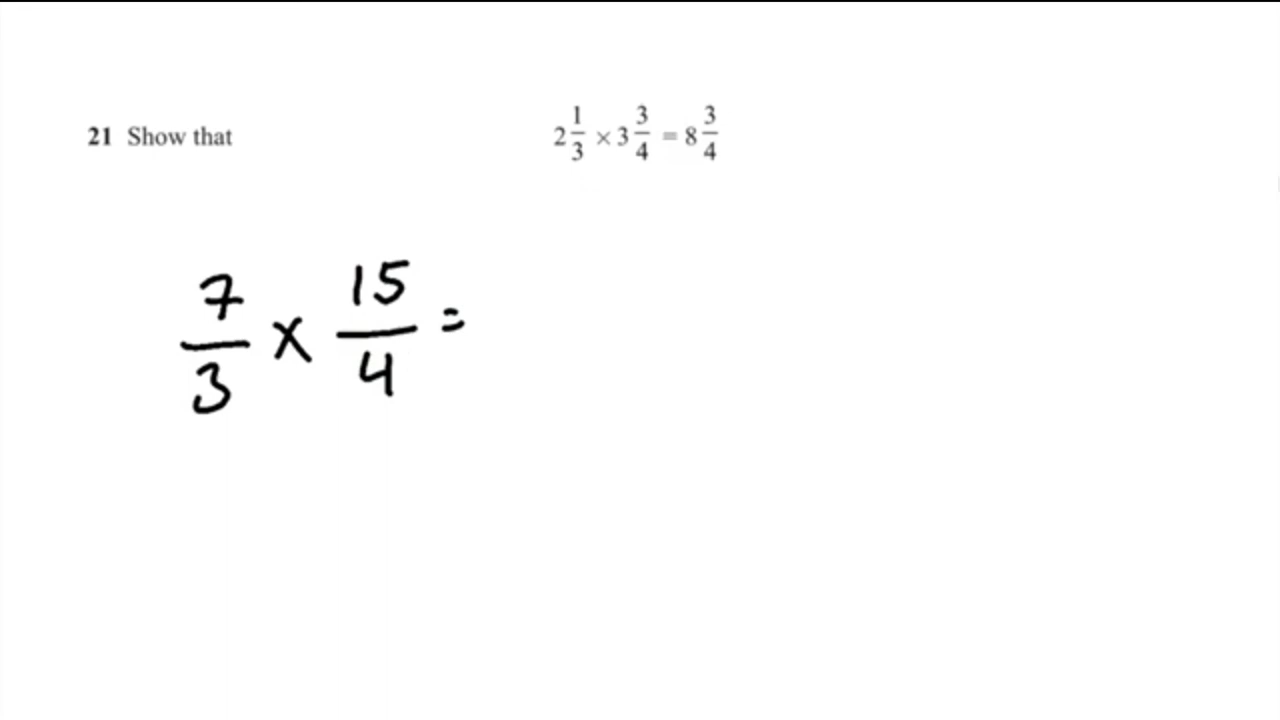 21 Show that 2 1/3 × 3 3/4 = 8 3/4
7/3 × 15/4 =